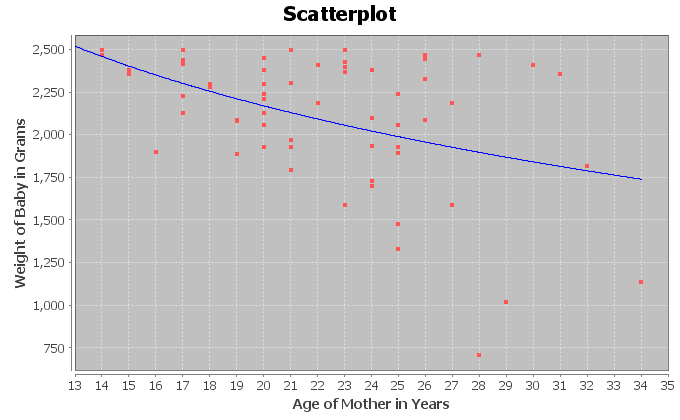 Scatterplot
Weight of Baby in Grams
2,500
2,250
2,000
1,750
1,500
1,250
1,000
750
13 14 15 16 17 18 19 20 21 22 23 24 25 26 27 28 29 30 31 32 33 34 35
Age of Mother in Years